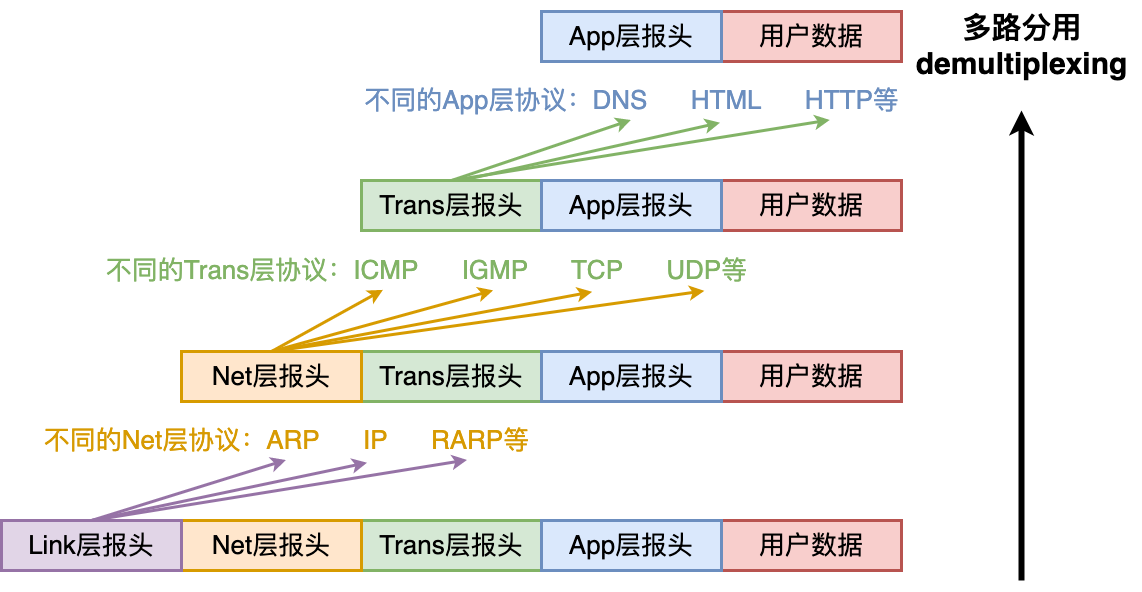 App层报头 用户数据
多路分用
demultiplexing
不同的App层协议：DNS HTML HTTP等
Trans层报头 App层报头 用户数据
不同的Trans层协议：ICMP IGMP TCP UDP等
Net层报头 Trans层报头 App层报头 用户数据
不同的Net层协议：ARP IP RARP等
Link层报头 Net层报头 Trans层报头 App层报头 用户数据